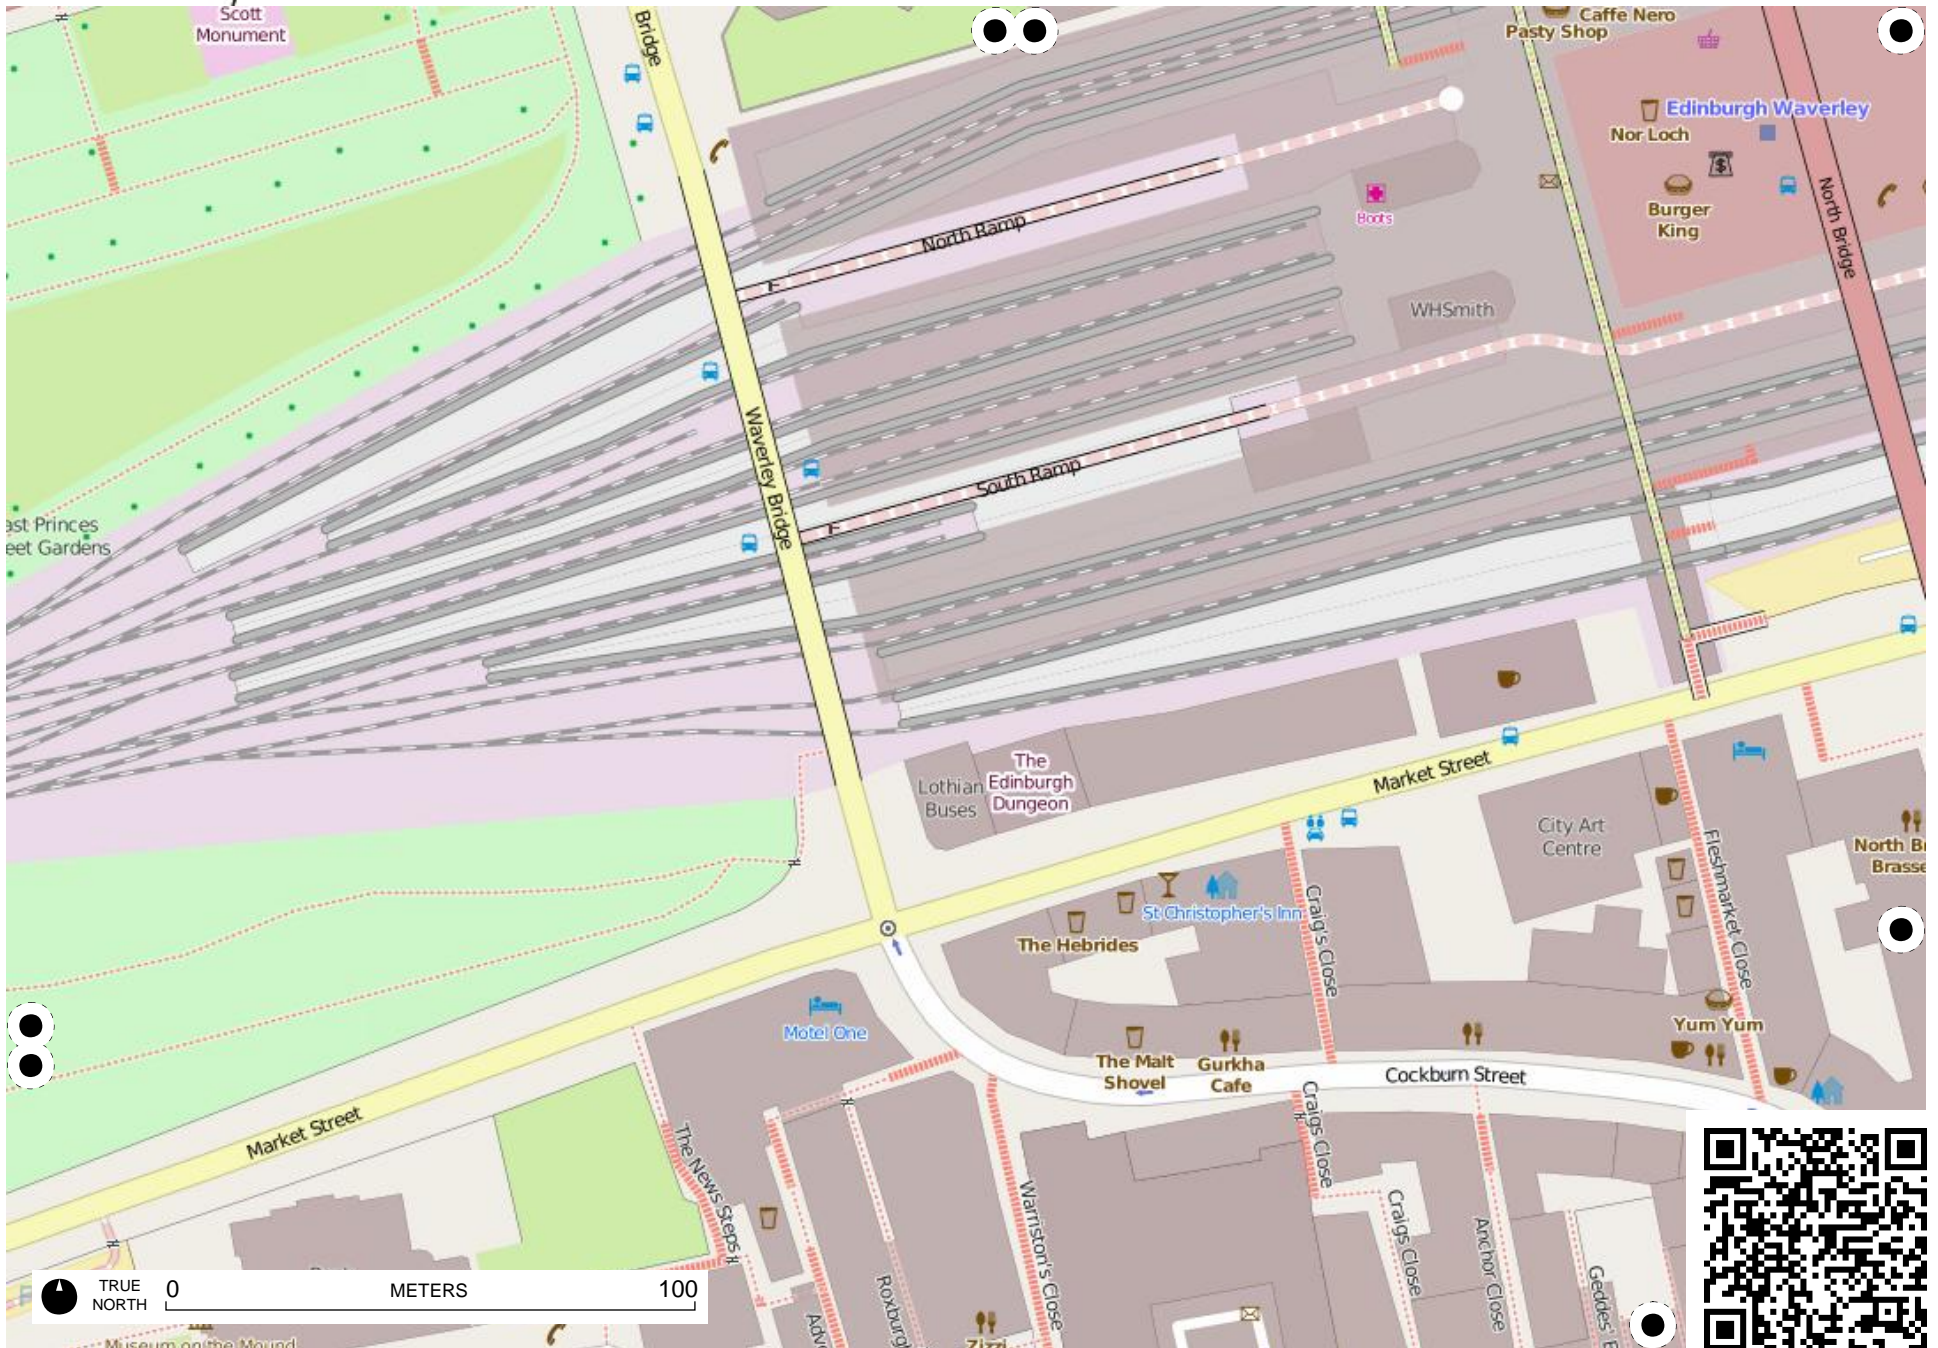 Scott
Monument
Bridge
Caffe Nero
Pasty Shop
Edinburgh Waverley
Nor Loch
Burger
King
North Bridge
Boots
North Ramp
WHSmith
Waverley Bridge
South Ramp
ast Princes
eet Gardens
Lothian
Buses
The
Edinburgh
Dungeon
Market Street
City Art
Centre
Fleshmarket Close
North Br
Brasse
St Christopher's Inn
The Hebrides
Craig's Close
Motel One
Yum Yum
The Malt
Shovel
Gurkha
Cafe
Cockburn Street
Craigs Close
Market Street
The News Steps
Warriston's Close
Craigs Close
Anchor Close
Geddes' E
Roxburg
Advo
TRUE
NORTH
0
METERS
100
Museum on the Mound
Zizzi